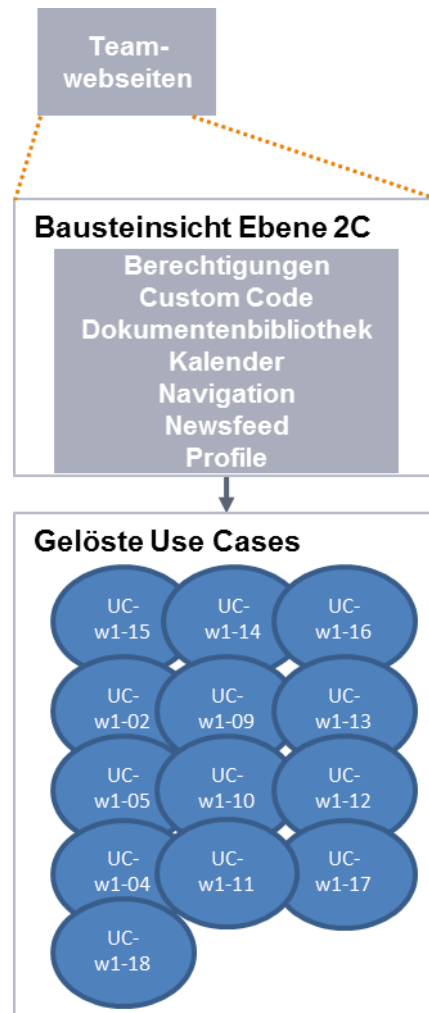 Team-
webseiten
Bausteinsicht Ebene 2C
Berechtigungen
Custom Code
Dokumentenbibliothek
Kalender
Navigation
Newsfeed
Profile
Gelöste Use Cases
UC-
w1-15
UC-
w1-14
UC-
w1-16
UC-
w1-02
UC-
w1-09
UC-
w1-13
UC-
w1-05
UC-
w1-10
UC-
w1-12
UC-
w1-04
UC-
w1-11
UC-
w1-17
UC-
w1-18